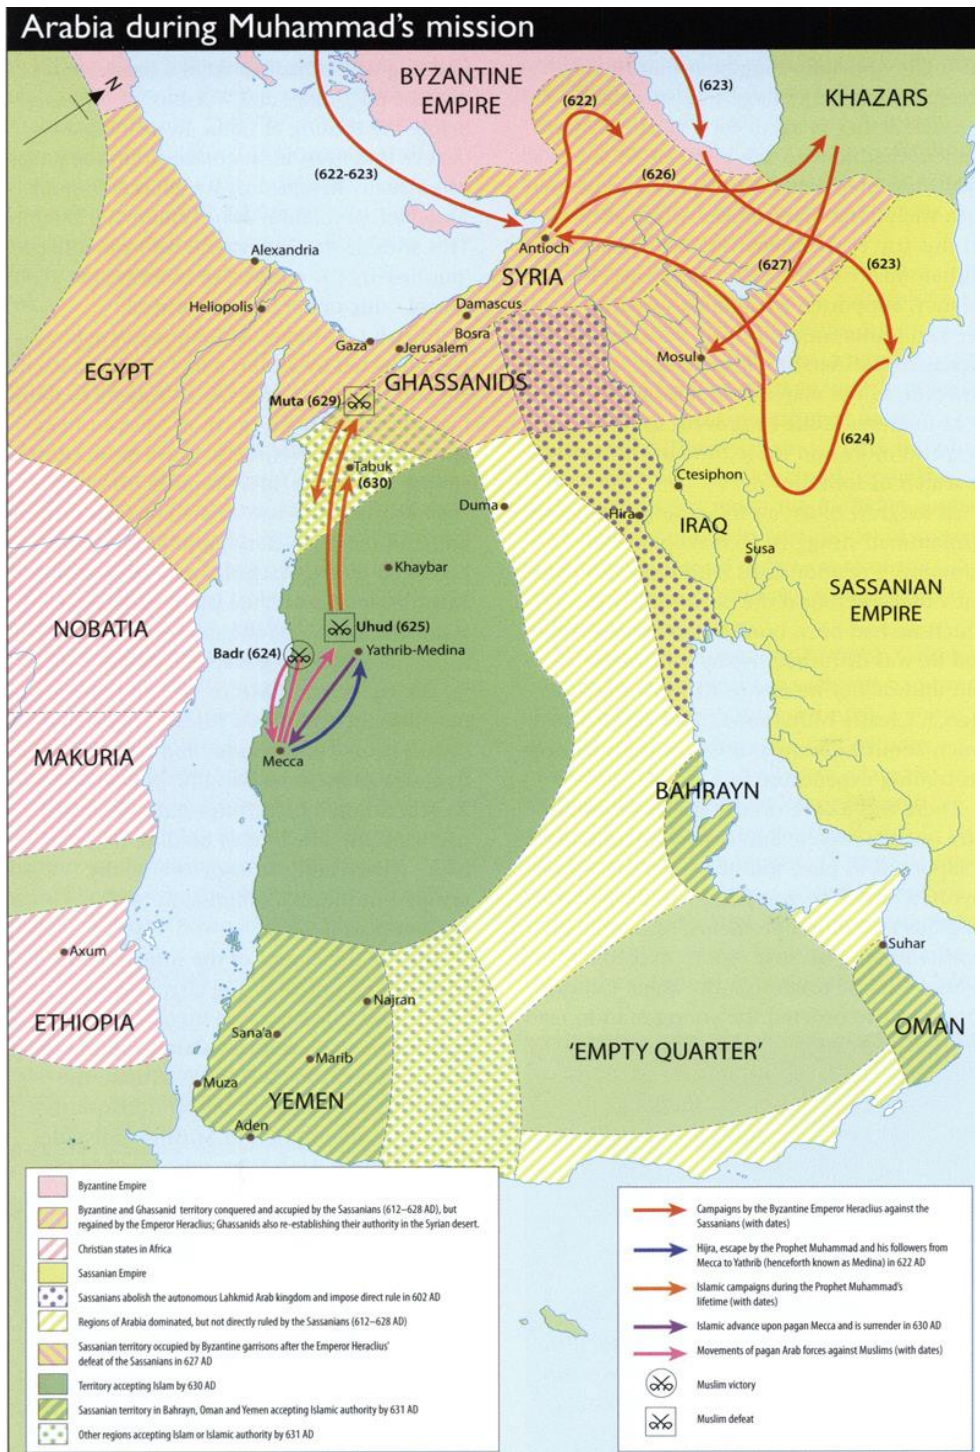 Arabia during Muhammad's mission
N
BYZANTINE
EMPIRE
(622)
(623)
KHAZARS
(622-623)
(626)
Antioch
Alexandria
SYRIA
(627)
(623)
Heliopolis
Damascus
Bosra
Gaza
Jerusalem
Mosul
EGYPT
GHASSANIDS
Muta (629)
(624)
Tabuk
(630)
Ctesiphon
Duma
Hira
IRAQ
Susa
Khaybar
SASSANIAN
EMPIRE
NOBATIA
Uhud (625)
Badr (624)
Yathrib-Medina
MAKURIA
Mecca
BAHRAYN
Axum
Suhar
Najran
ETHIOPIA
OMAN
Sana'a
'EMPTY QUARTER'
Marib
Muza
YEMEN
Aden
Byzantine Empire
Byzantine and Ghassanid territory conquered and accupied by the Sassanians (612–628 AD), but
regained by the Emperor Heraclius; Ghassanids also re-establishing their authority in the Syrian desert.
Christian states in Africa
Sassanian Empire
Sassanians abolish the autonomous Lahkmid Arab kingdom and impose direct rule in 602 AD
Regions of Arabia dominated, but not directly ruled by the Sassanians (612–628 AD)
Sassanian territory occupied by Byzantine garrisons after the Emperor Heraclius'
defeat of the Sassanians in 627 AD
Territory accepting Islam by 630 AD
Sassanian territory in Bahrayn, Oman and Yemen accepting Islamic authority by 631 AD
Other regions accepting Islam or Islamic authority by 631 AD
Campaigns by the Byzantine Emperor Heraclius against the
Sassanians (with dates)
Hijra, escape by the Prophet Muhammad and his followers from
Mecca to Yathrib (henceforth known as Medina) in 622 AD
Islamic campaigns during the Prophet Muhammad's
lifetime (with dates)
Islamic advance upon pagan Mecca and is surrender in 630 AD
Movements of pagan Arab forces against Muslims (with dates)
Muslim victory
Muslim defeat